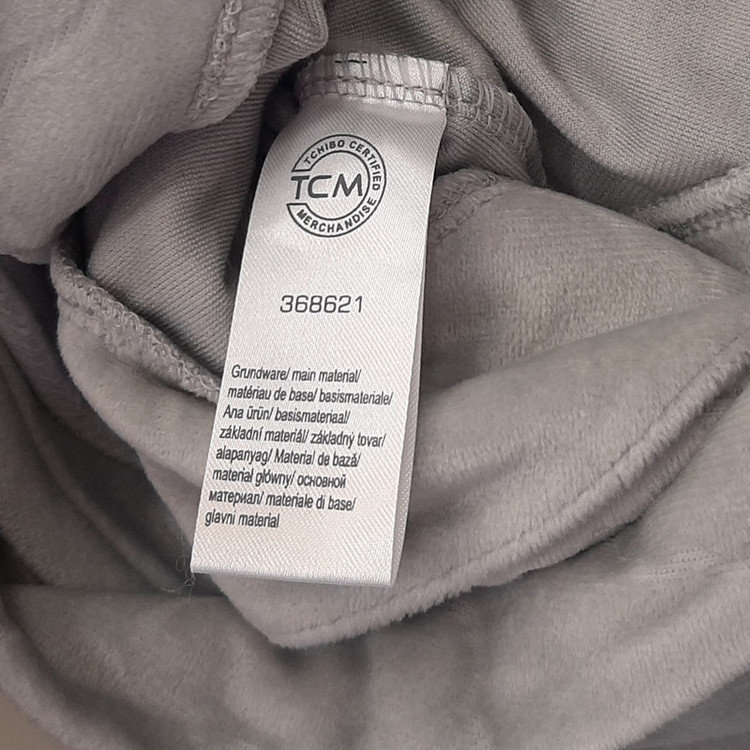 TCHIBO CERTIFIED
TCM
MERCHANDISE
368621
Grundware/ main material/
matériau de base/ basismateriale/
Ana ürün/ basismateriaal/
základní materiál/ základný tovar/
alapanyag/ Material de bază/
materiał główny/ основной
материал/ materiale di base/
glavni material